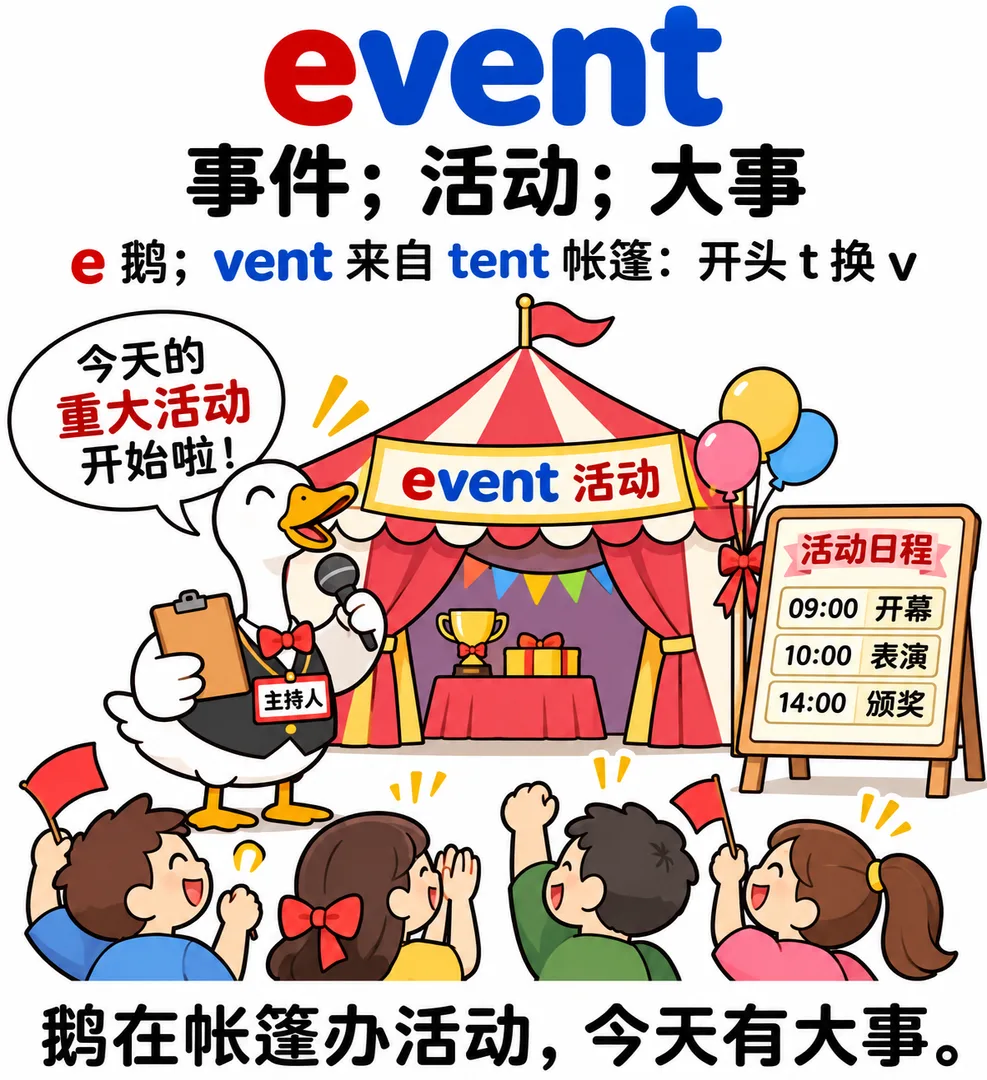 event
事件；活动；大事
e 鹅；vent 来自 tent 帐篷：开头 t 换 v
今天的
重大活动
开始啦！
event 活动
主持人
活动日程
09:00 开幕
10:00 表演
14:00 颁奖
鹅在帐篷办活动，今天有大事。